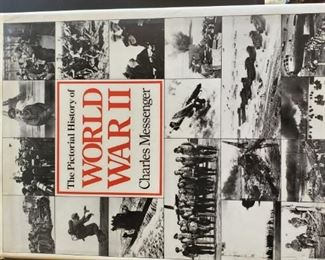 The Pictorial History of
WORLD
WAR II
Charles Messenger